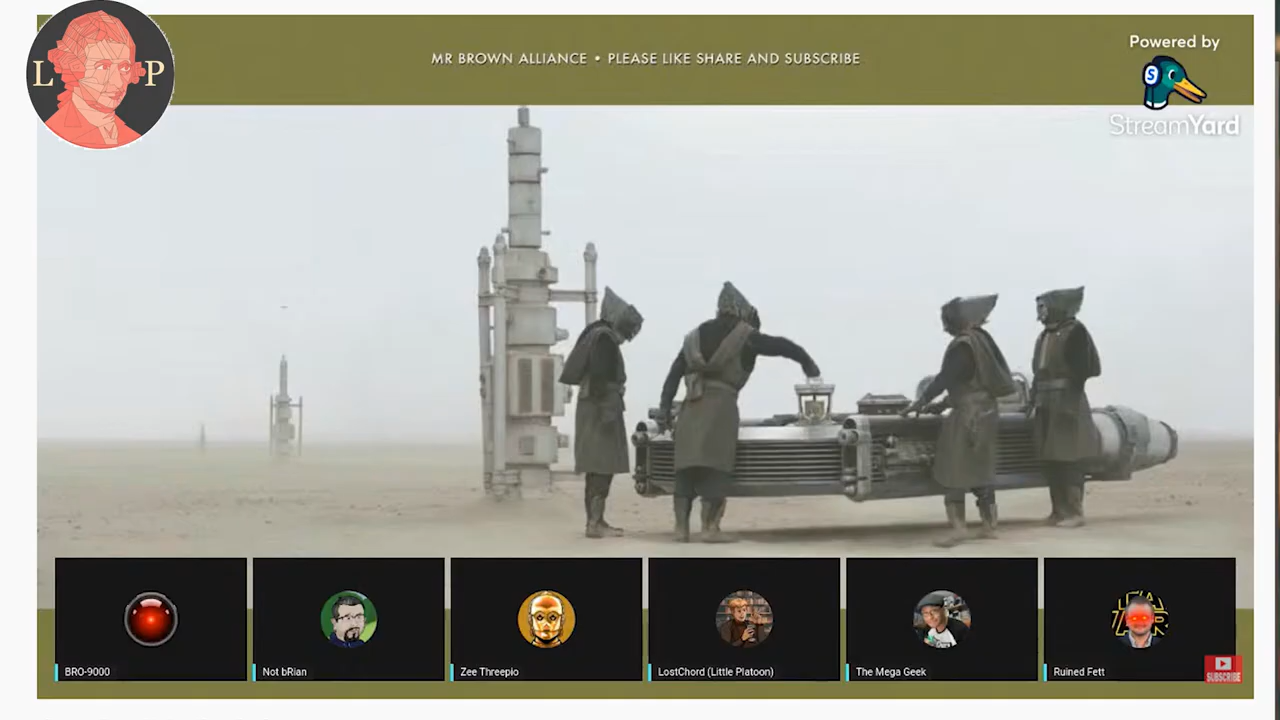 L P
MR BROWN ALLIANCE • PLEASE LIKE SHARE AND SUBSCRIBE
Powered by
S
StreamYard
BRO-9000
Not bRian
Zee Threepio
LostChord (Little Platoon)
The Mega Geek
Ruined Fett
SUBSCRIBE